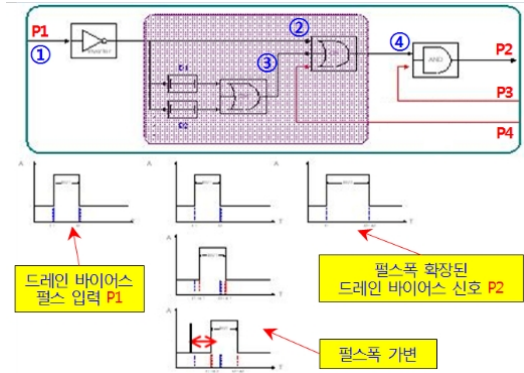 P1
①
②
③
④
P2
P3
P4
D1
D2
AND
A
A
A
T
T
T
A
T
A
T
드레인 바이어스
펄스 입력 P1
펄스폭 확장된
드레인 바이어스 신호 P2
펄스폭 가변